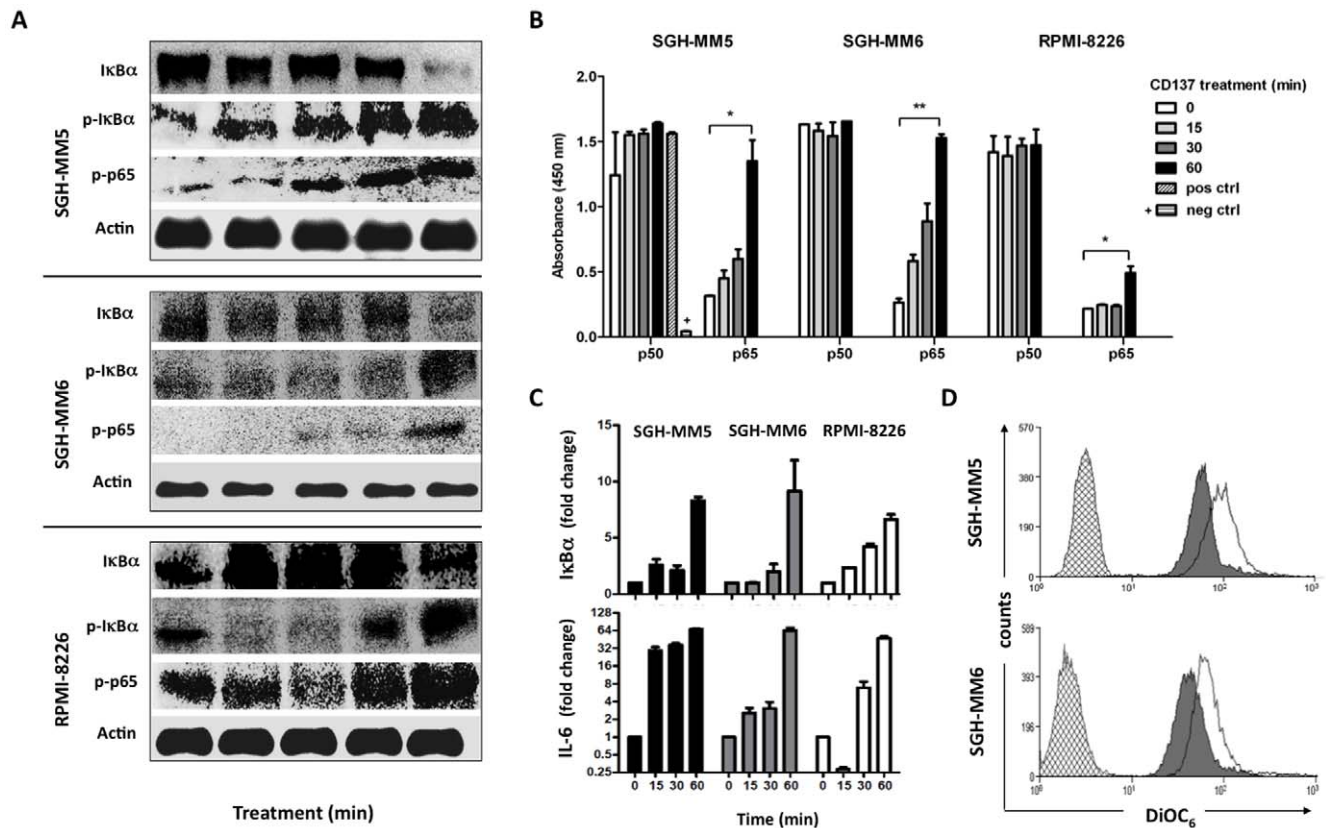 A
SGH-MM5
IκBα
p-IκBα
p-p65
Actin
SGH-MM6
IκBα
p-IκBα
p-p65
Actin
RPMI-8226
IκBα
p-IκBα
p-p65
Actin
Treatment (min)
B
SGH-MM5 SGH-MM6 RPMI-8226
CD137 treatment (min)
0
15
30
60
pos ctrl
+ neg ctrl
Absorbance (450 nm)
2.0
1.5
1.0
0.5
0.0
* ** *
+
p50 p65 p50 p65 p50 p65
C
SGH-MM5 SGH-MM6 RPMI-8226
IκBα (fold change)
15
10
5
0
IL-6 (fold change)
128
64
32
16
8
4
2
1
0.5
0.25
0 15 30 60 0 15 30 60 0 15 30 60
Time (min)
D
SGH-MM5
570
380
190
0
10⁰ 10¹ 10² 10³
counts
SGH-MM6
589
393
196
0
10⁰ 10¹ 10² 10³
DiOC₆